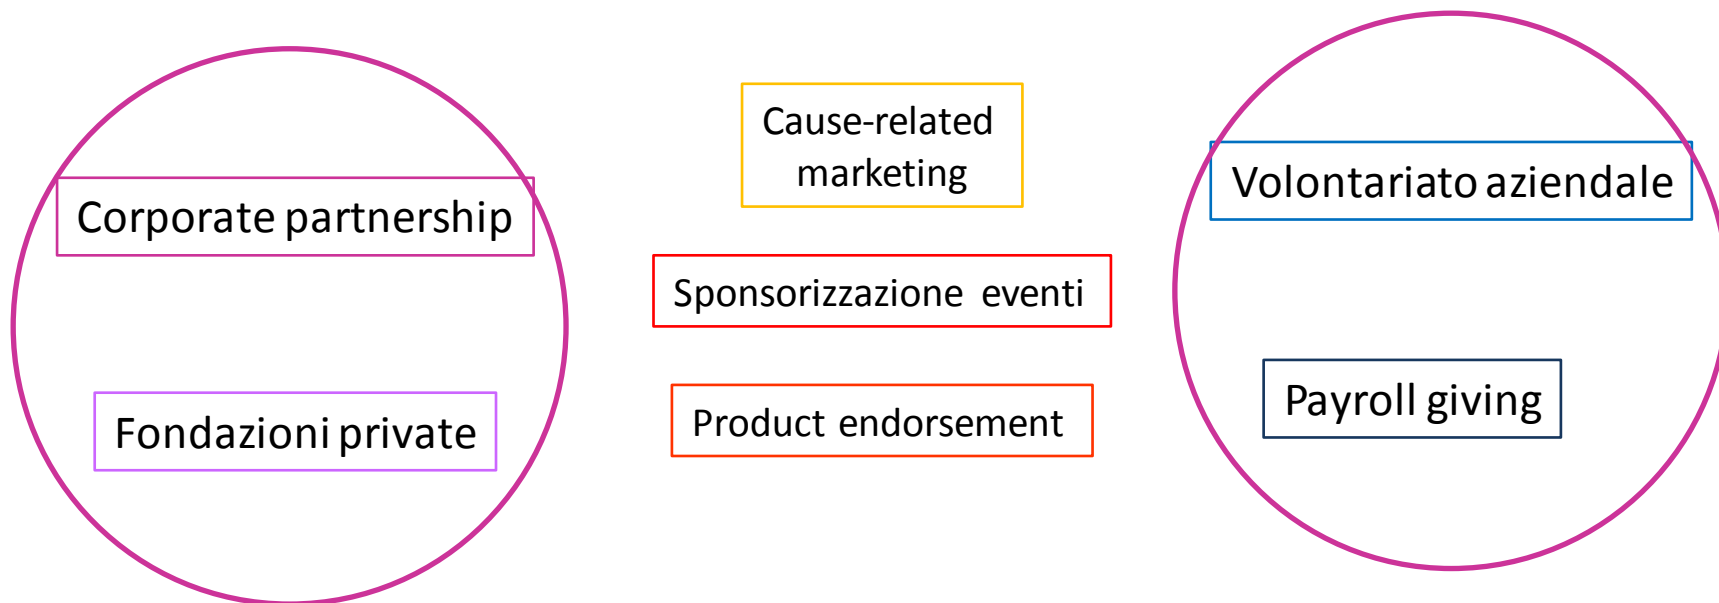 Corporate partnership
Fondazioni private
Cause-related
marketing
Sponsorizzazione eventi
Product endorsement
Volontariato aziendale
Payroll giving